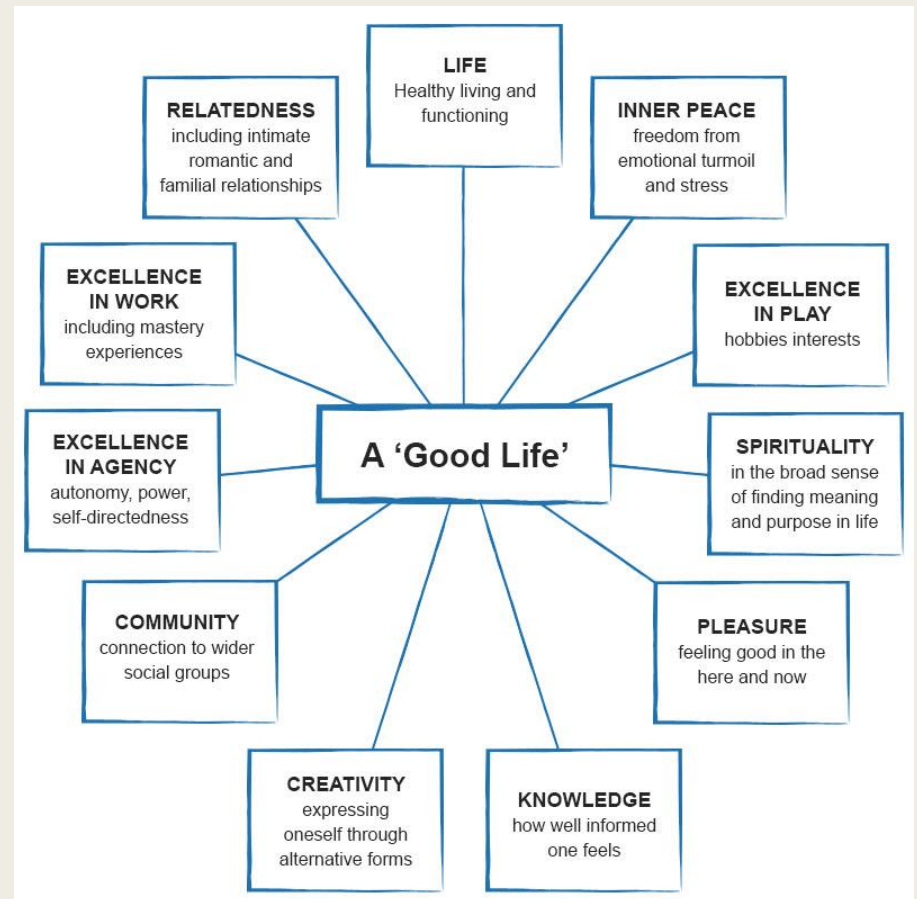 LIFE
Healthy living and
functioning
INNER PEACE
freedom from
emotional turmoil
and stress
EXCELLENCE
IN PLAY
hobbies interests
SPIRITUALITY
in the broad sense
of finding meaning
and purpose in life
PLEASURE
feeling good in the
here and now
KNOWLEDGE
how well informed
one feels
CREATIVITY
expressing
oneself through
alternative forms
COMMUNITY
connection to wider
social groups
EXCELLENCE
IN AGENCY
autonomy, power,
self-directedness
EXCELLENCE
IN WORK
including mastery
experiences
RELATEDNESS
including intimate
romantic and
familial relationships
A ‘Good Life’